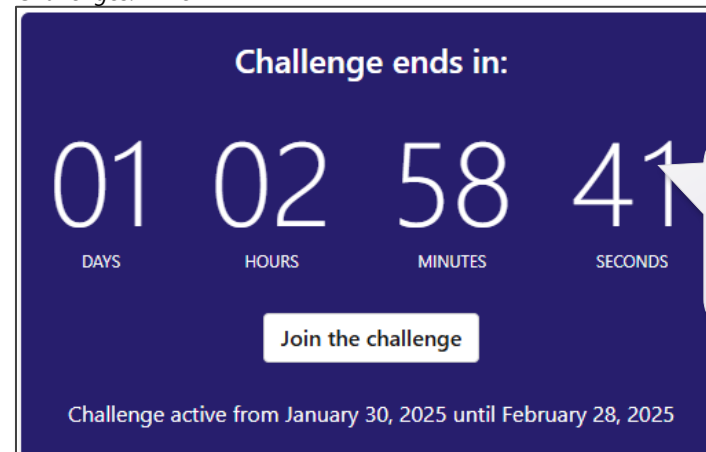 Challenge ends in:
01 02 58 41
DAYS HOURS MINUTES SECONDS
Join the challenge
Challenge active from January 30, 2025 until February 28, 2025